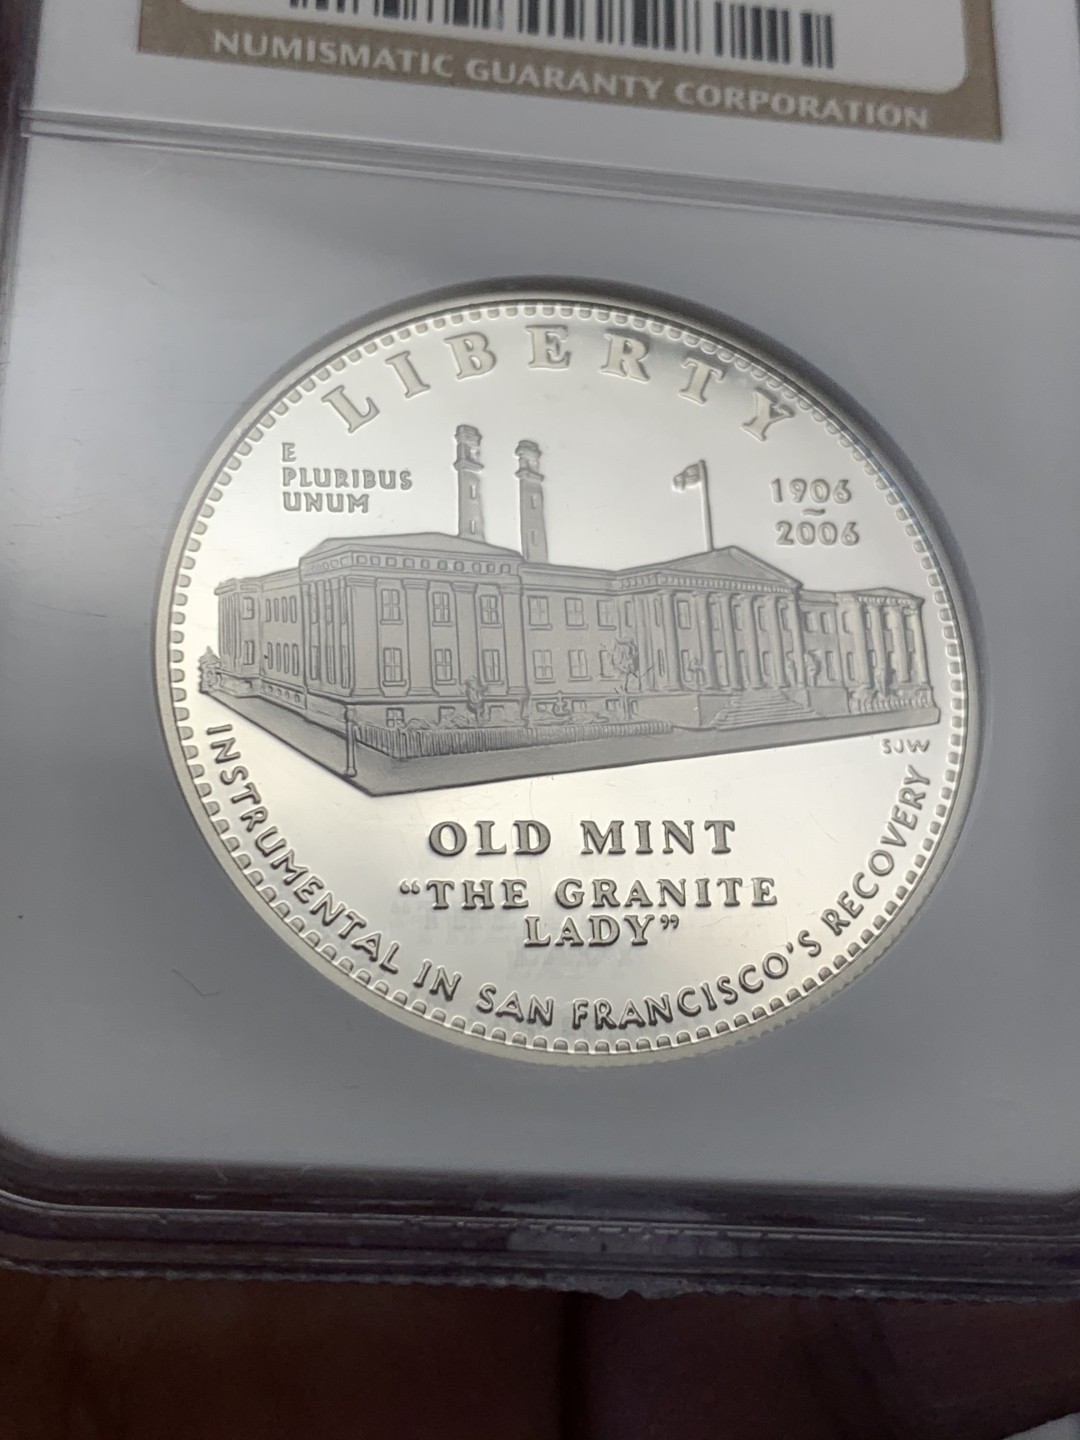 NUMISMATIC GUARANTY CORPORATION
LIBERTY
E
PLURIBUS
UNUM
1906
~
2006
SJW
OLD MINT
“THE GRANITE
LADY”
INSTRUMENTAL IN SAN FRANCISCO'S RECOVERY